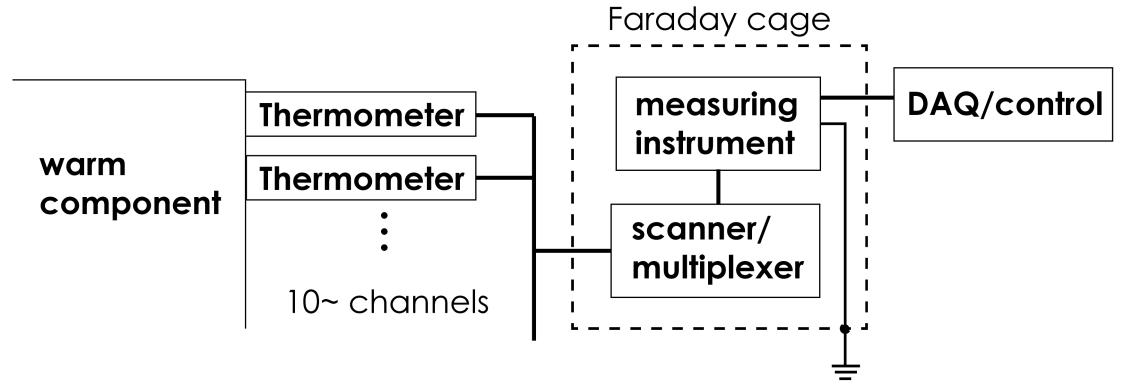 Faraday cage
Thermometer
measuring
instrument
DAQ/control
warm
component
Thermometer
scanner/
multiplexer
10~ channels